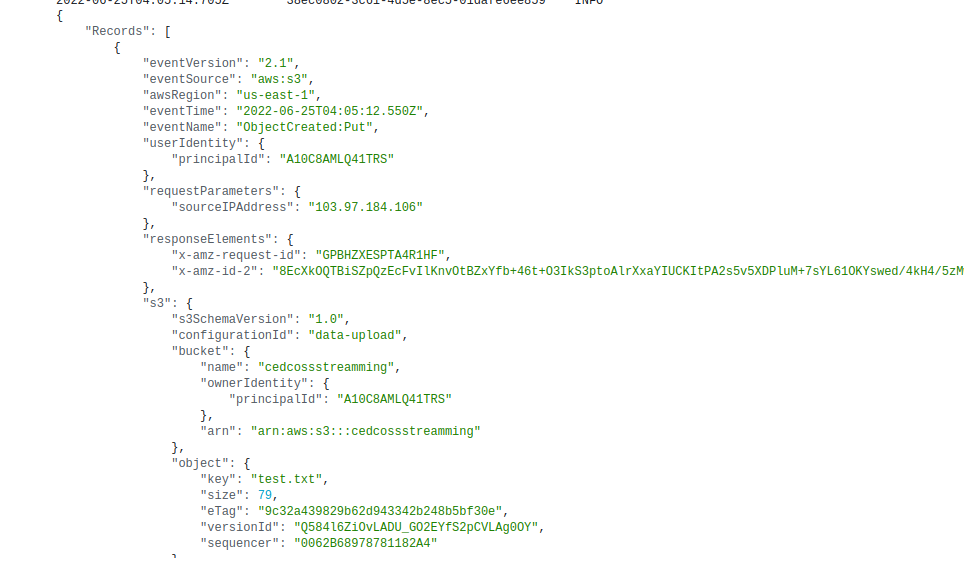 {
"Records": [
{
"eventVersion": "2.1",
"eventSource": "aws:s3",
"awsRegion": "us-east-1",
"eventTime": "2022-06-25T04:05:12.550Z",
"eventName": "ObjectCreated:Put",
"userIdentity": {
"principalId": "A10C8AMLQ41TRS"
},
"requestParameters": {
"sourceIPAddress": "103.97.184.106"
},
"responseElements": {
"x-amz-request-id": "GPBHZXESPTA4R1HF",
"x-amz-id-2": "8EcXkOQTBiSZpQzEcFvIlKnvOtBZxYfb+46t+O3IkS3ptoAlrXxaYIUCKItPA2s5v5XDPluM+7sYL61OKYswed/4kH4/5zM
},
"s3": {
"s3SchemaVersion": "1.0",
"configurationId": "data-upload",
"bucket": {
"name": "cedcossstreamming",
"ownerIdentity": {
"principalId": "A10C8AMLQ41TRS"
},
"arn": "arn:aws:s3:::cedcossstreamming"
},
"object": {
"key": "test.txt",
"size": 79,
"eTag": "9c32a439829b62d943342b248b5bf30e",
"versionId": "Q584l6ZiOvLADU_GO2EYfS2pCVLAg0OY",
"sequencer": "0062B68978781182A4"